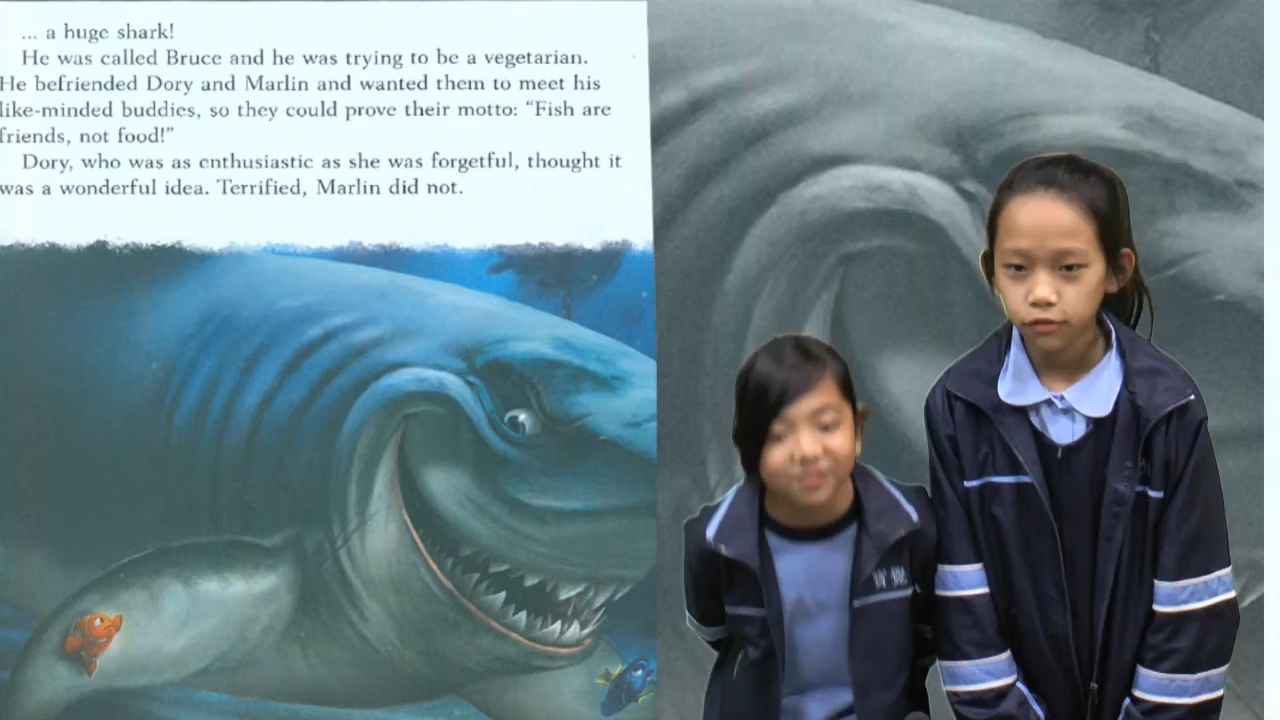 ... a huge shark!
He was called Bruce and he was trying to be a vegetarian.
He befriended Dory and Marlin and wanted them to meet his
like-minded buddies, so they could prove their motto: “Fish are
friends, not food!”
Dory, who was as enthusiastic as she was forgetful, thought it
was a wonderful idea. Terrified, Marlin did not.